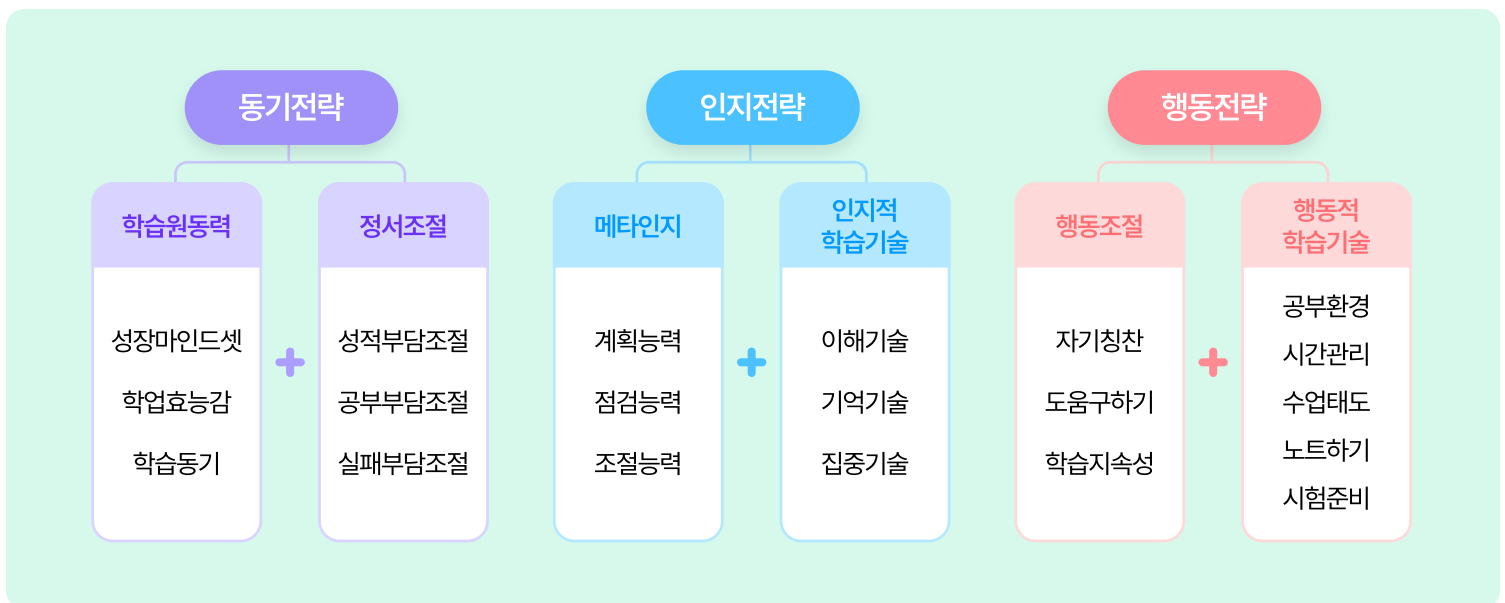 동기전략
학습원동력
성장마인드셋
학업효능감
학습동기
정서조절
성적부담조절
공부부담조절
실패부담조절
인지전략
메타인지
계획능력
점검능력
조절능력
인지적
학습기술
이해기술
기억기술
집중기술
행동전략
행동조절
자기칭찬
도움구하기
학습지속성
행동적
학습기술
공부환경
시간관리
수업태도
노트하기
시험준비